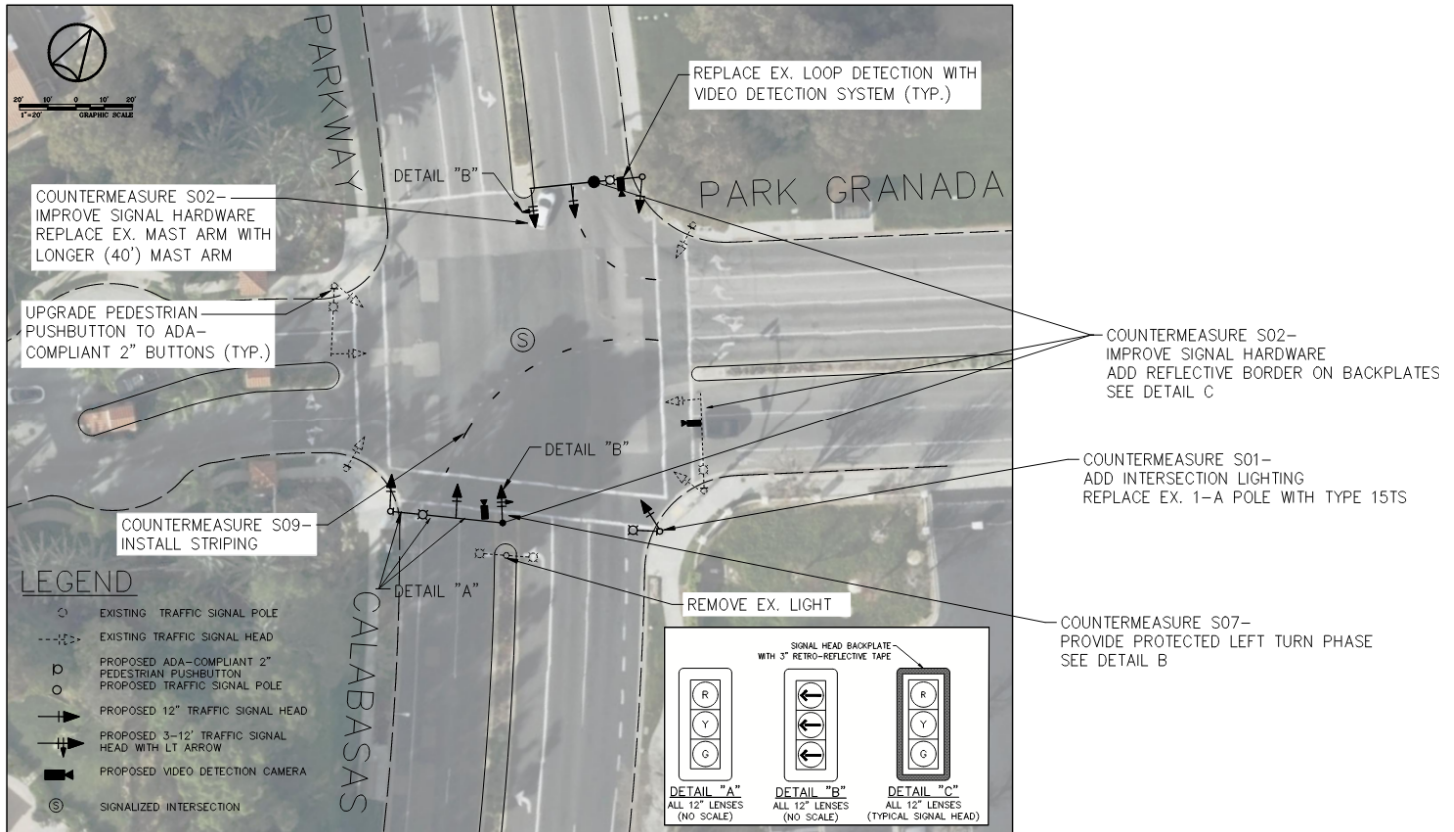 PARKWAY
20' 10' 0 10' 20'
1"=20' GRAPHIC SCALE
REPLACE EX. LOOP DETECTION WITH
VIDEO DETECTION SYSTEM (TYP.)
DETAIL "B"
PARK GRANADA
COUNTERMEASURE S02-
IMPROVE SIGNAL HARDWARE
REPLACE EX. MAST ARM WITH
LONGER (40') MAST ARM
UPGRADE PEDESTRIAN
PUSHBUTTON TO ADA-
COMPLIANT 2" BUTTONS (TYP.)
S
COUNTERMEASURE S02-
IMPROVE SIGNAL HARDWARE
ADD REFLECTIVE BORDER ON BACKPLATES
SEE DETAIL C
DETAIL "B"
COUNTERMEASURE S01-
ADD INTERSECTION LIGHTING
REPLACE EX. 1-A POLE WITH TYPE 15TS
COUNTERMEASURE S09-
INSTALL STRIPING
DETAIL "A"
REMOVE EX. LIGHT
CALABASAS
COUNTERMEASURE S07-
PROVIDE PROTECTED LEFT TURN PHASE
SEE DETAIL B
LEGEND
EXISTING TRAFFIC SIGNAL POLE
EXISTING TRAFFIC SIGNAL HEAD
PROPOSED ADA-COMPLIANT 2"
PEDESTRIAN PUSHBUTTON
PROPOSED TRAFFIC SIGNAL POLE
PROPOSED 12" TRAFFIC SIGNAL HEAD
PROPOSED 3-12' TRAFFIC SIGNAL
HEAD WITH LT ARROW
PROPOSED VIDEO DETECTION CAMERA
S SIGNALIZED INTERSECTION
SIGNAL HEAD BACKPLATE
WITH 3" RETRO-REFLECTIVE TAPE
R
Y
G
DETAIL "A"
ALL 12" LENSES
(NO SCALE)
DETAIL "B"
ALL 12" LENSES
(NO SCALE)
R
Y
G
DETAIL "C"
ALL 12" LENSES
(TYPICAL SIGNAL HEAD)